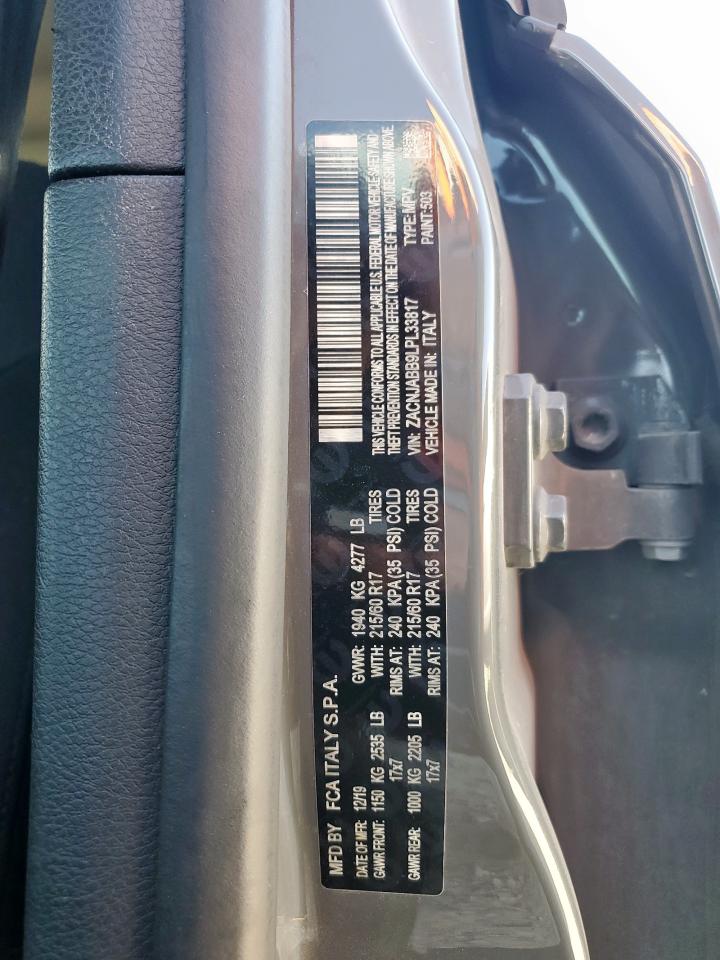 MFD BY FCA ITALY S.P.A.
DATE OF MFR: 12/19 GVWR: 1940 KG 4277 LB
GAWR FRONT: 1150 KG 2535 LB WITH: 215/60 R17 TIRES
17x7 RIMS AT: 240 KPA(35 PSI) COLD
GAWR REAR: 1000 KG 2205 LB WITH: 215/60 R17 TIRES
17x7 RIMS AT: 240 KPA(35 PSI) COLD
THIS VEHICLE CONFORMS TO ALL APPLICABLE U.S. FEDERAL MOTOR VEHICLE SAFETY AND
THEFT PREVENTION STANDARDS IN EFFECT ON THE DATE OF MANUFACTURE SHOWN ABOVE
VIN: ZACNJABB9LPL33817 TYPE:MPV
VEHICLE MADE IN: ITALY PAINT:503